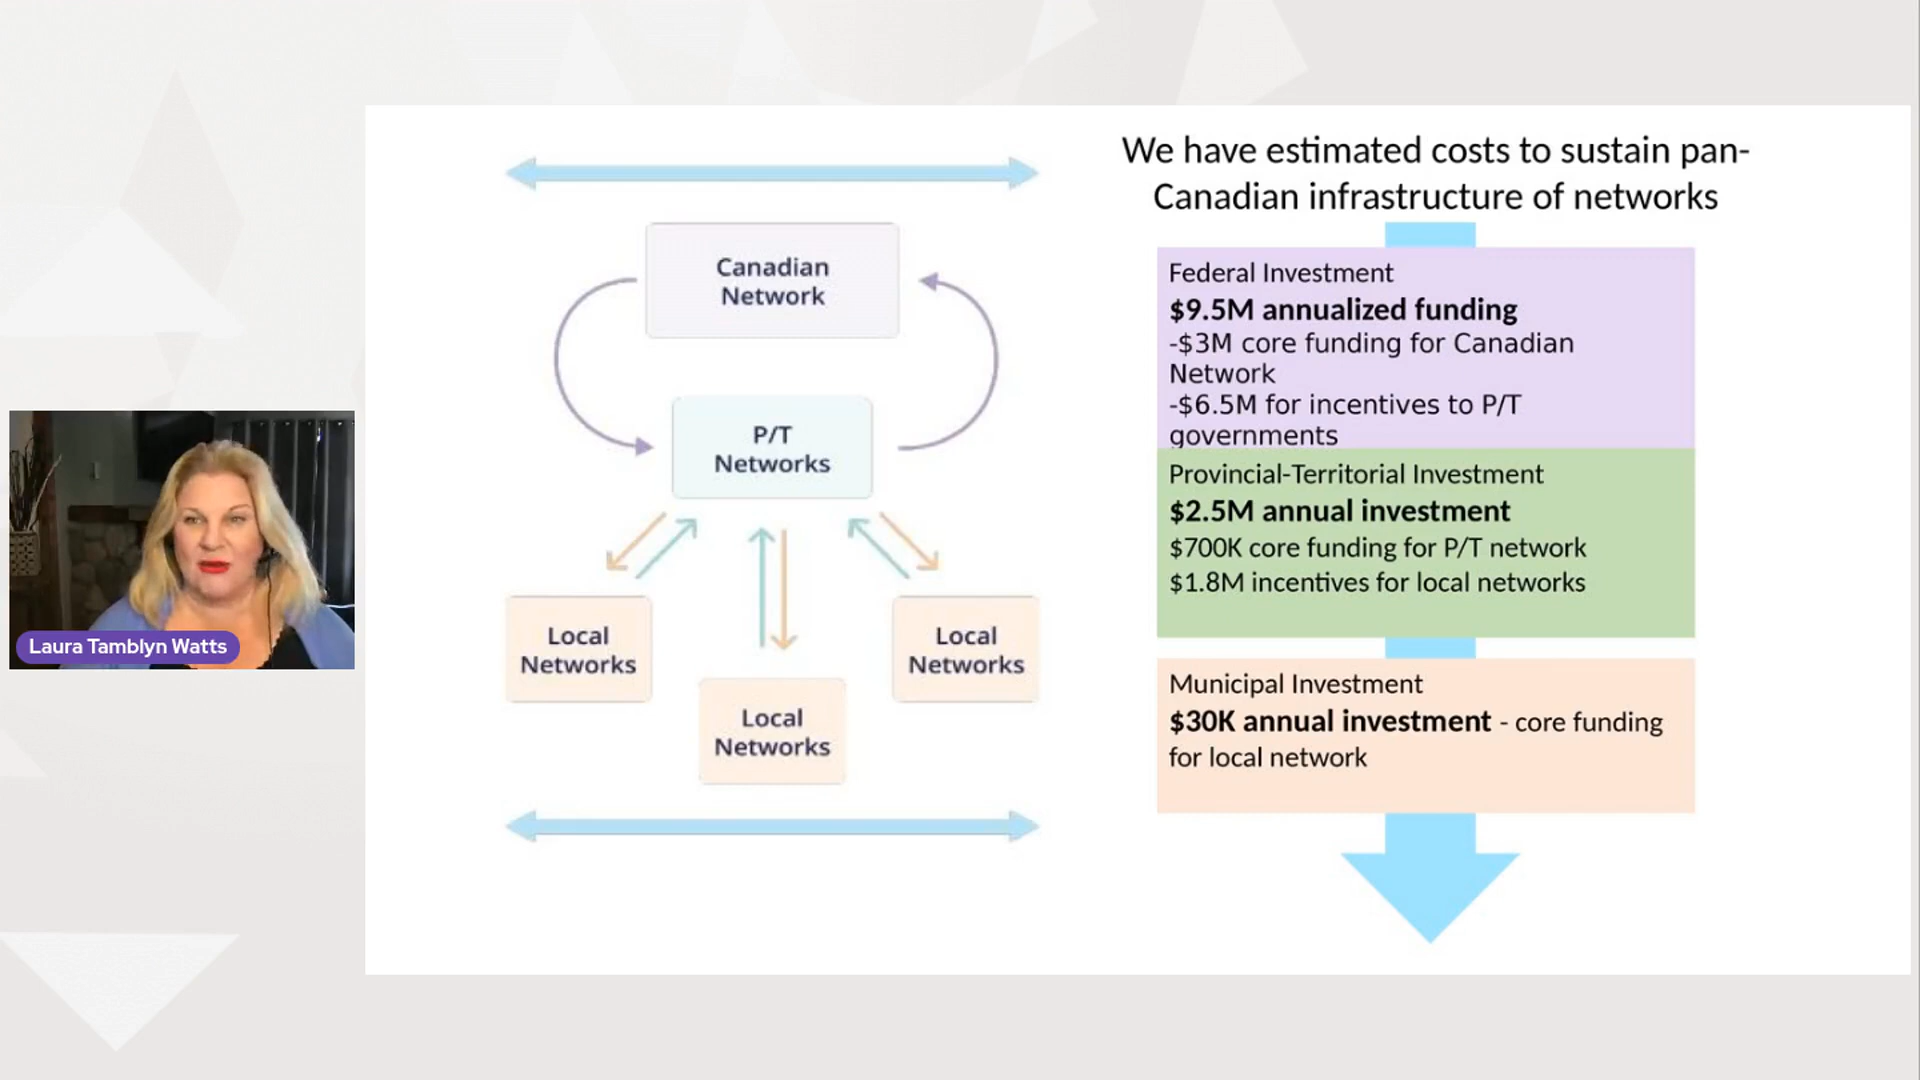 We have estimated costs to sustain pan-
Canadian infrastructure of networks
Canadian
Network
P/T
Networks
Local
Networks
Local
Networks
Local
Networks
Federal Investment
$9.5M annualized funding
-$3M core funding for Canadian
Network
-$6.5M for incentives to P/T
governments
Provincial-Territorial Investment
$2.5M annual investment
$700K core funding for P/T network
$1.8M incentives for local networks
Municipal Investment
$30K annual investment - core funding
for local network
Laura Tamblyn Watts